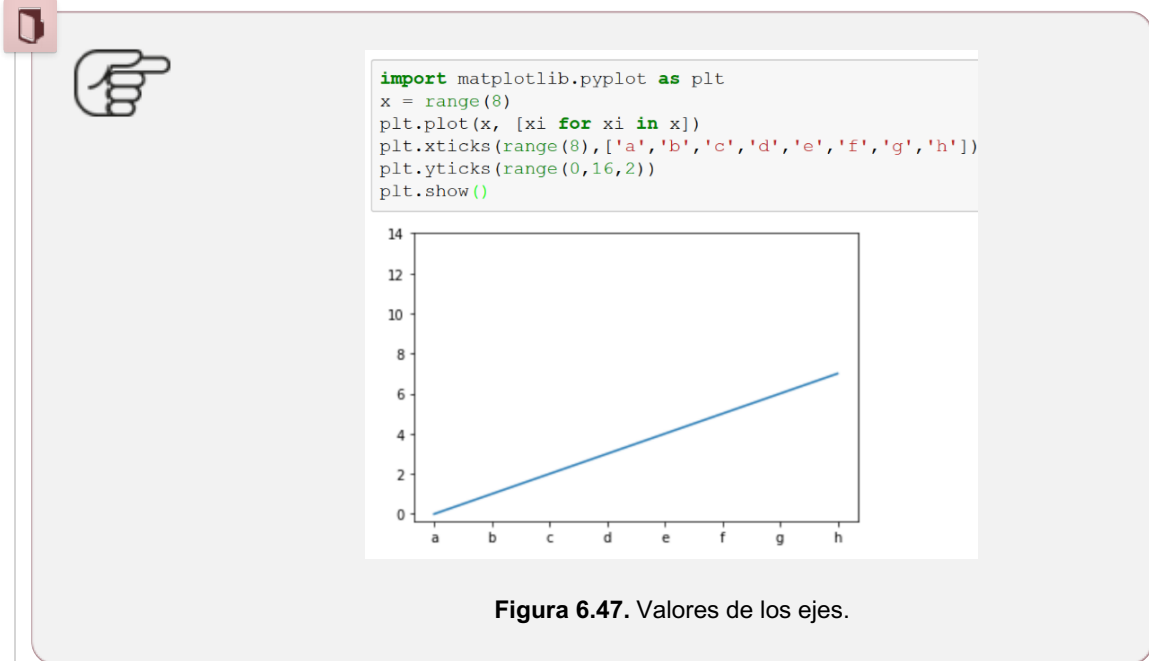 import matplotlib.pyplot as plt
x = range(8)
plt.plot(x, [xi for xi in x])
plt.xticks(range(8),['a','b','c','d','e','f','g','h'])
plt.yticks(range(0,16,2))
plt.show()
14
12
10
8
6
4
2
0
a b c d e f g h
Figura 6.47. Valores de los ejes.